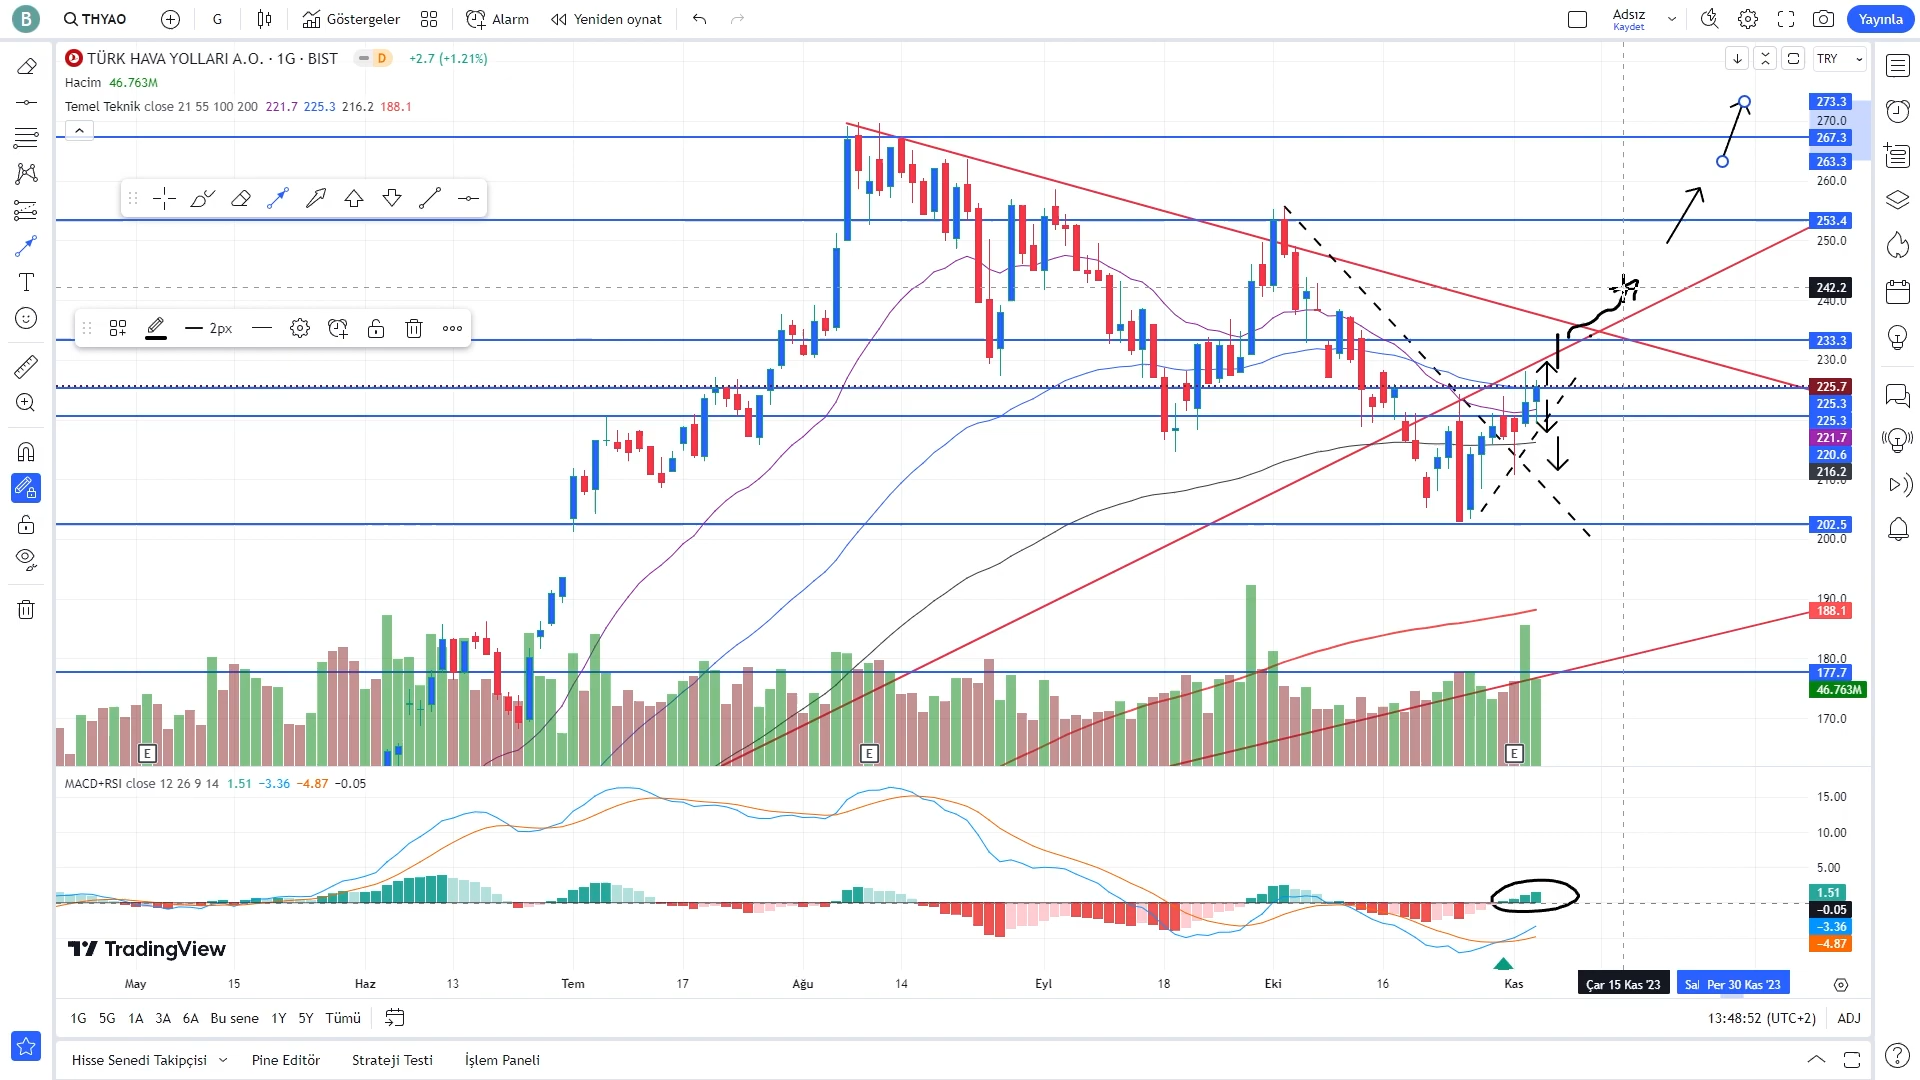 B THYAO G Göstergeler Alarm Yeniden oynat Adsız Kaydet Yayınla
TÜRK HAVA YOLLARI A.O. · 1G · BIST D +2.7 (+1.21%) TRY
Hacim 46.763M
Temel Teknik close 21 55 100 200 221.7 225.3 216.2 188.1
273.3
270.0
267.3
263.3
260.0
253.4
250.0
242.2
240.0
2px
233.3
230.0
225.7
225.3
225.3
221.7
220.6
216.2
210.0
202.5
200.0
190.0
188.1
180.0
177.7
46.763M
170.0
E E E
MACD+RSI close 12 26 9 14 1.51 −3.36 −4.87 −0.05
15.00
10.00
5.00
1.51
−0.05
−3.36
−4.87
TradingView
May 15 Haz 13 Tem 17 Ağu 14 Eyl 18 Eki 16 Kas Çar 15 Kas '23 Sal Per 30 Kas '23
1G 5G 1A 3A 6A Bu sene 1Y 5Y Tümü 13:48:52 (UTC+2) ADJ
Hisse Senedi Takipçisi Pine Editör Strateji Testi İşlem Paneli